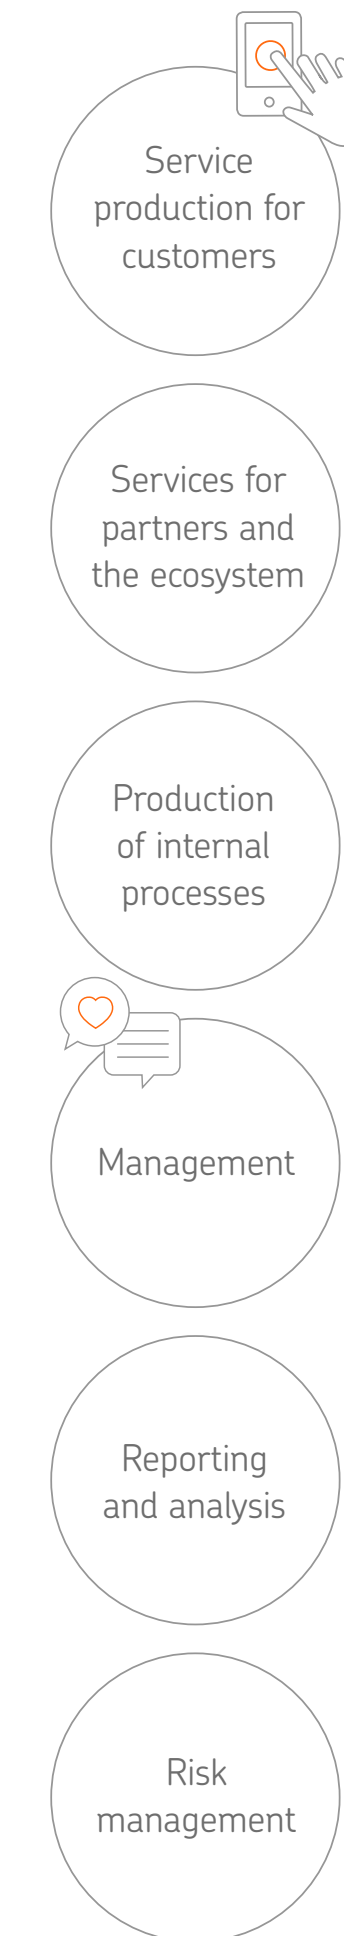 Service
production for
customers
Services for
partners and
the ecosystem
Production
of internal
processes
Management
Reporting
and analysis
Risk
management